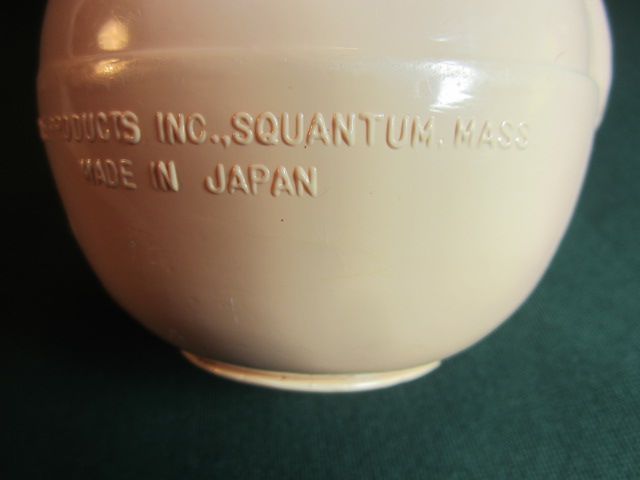 PRODUCTS INC., SQUANTUM. MASS
MADE IN JAPAN